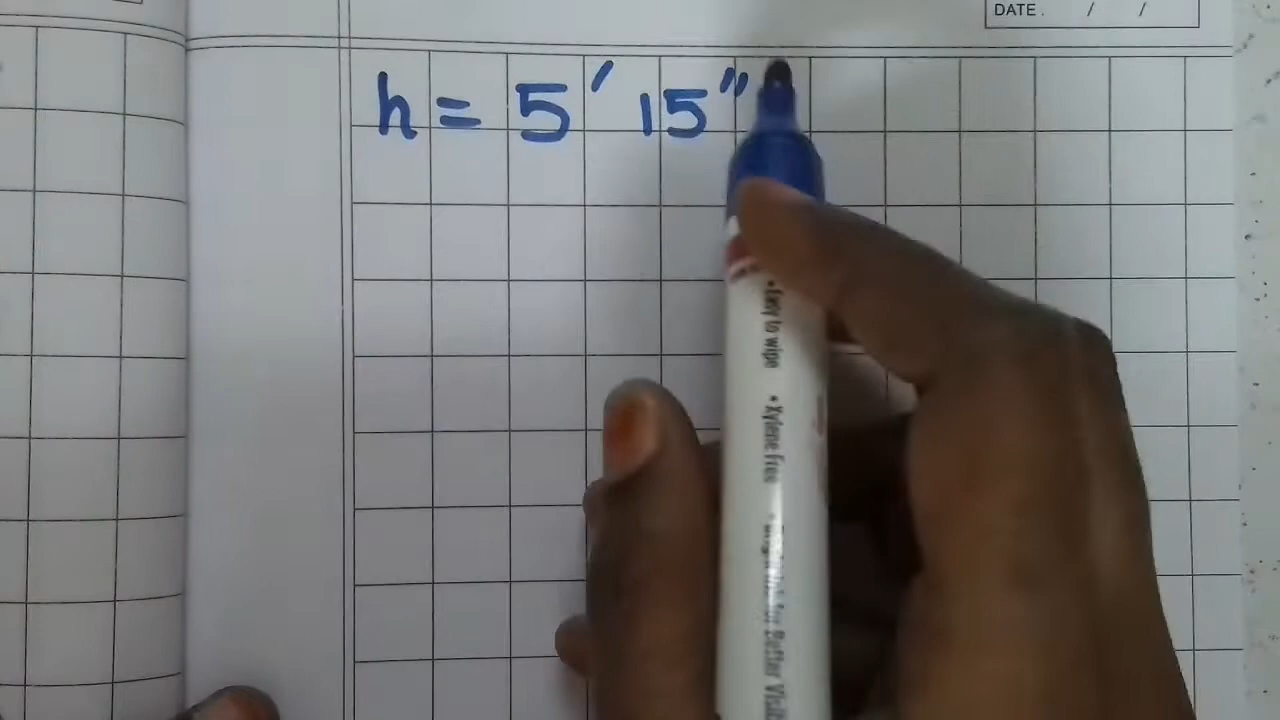 DATE . / /
h = 5' 15"
•Easy to wipe •Xylene Free